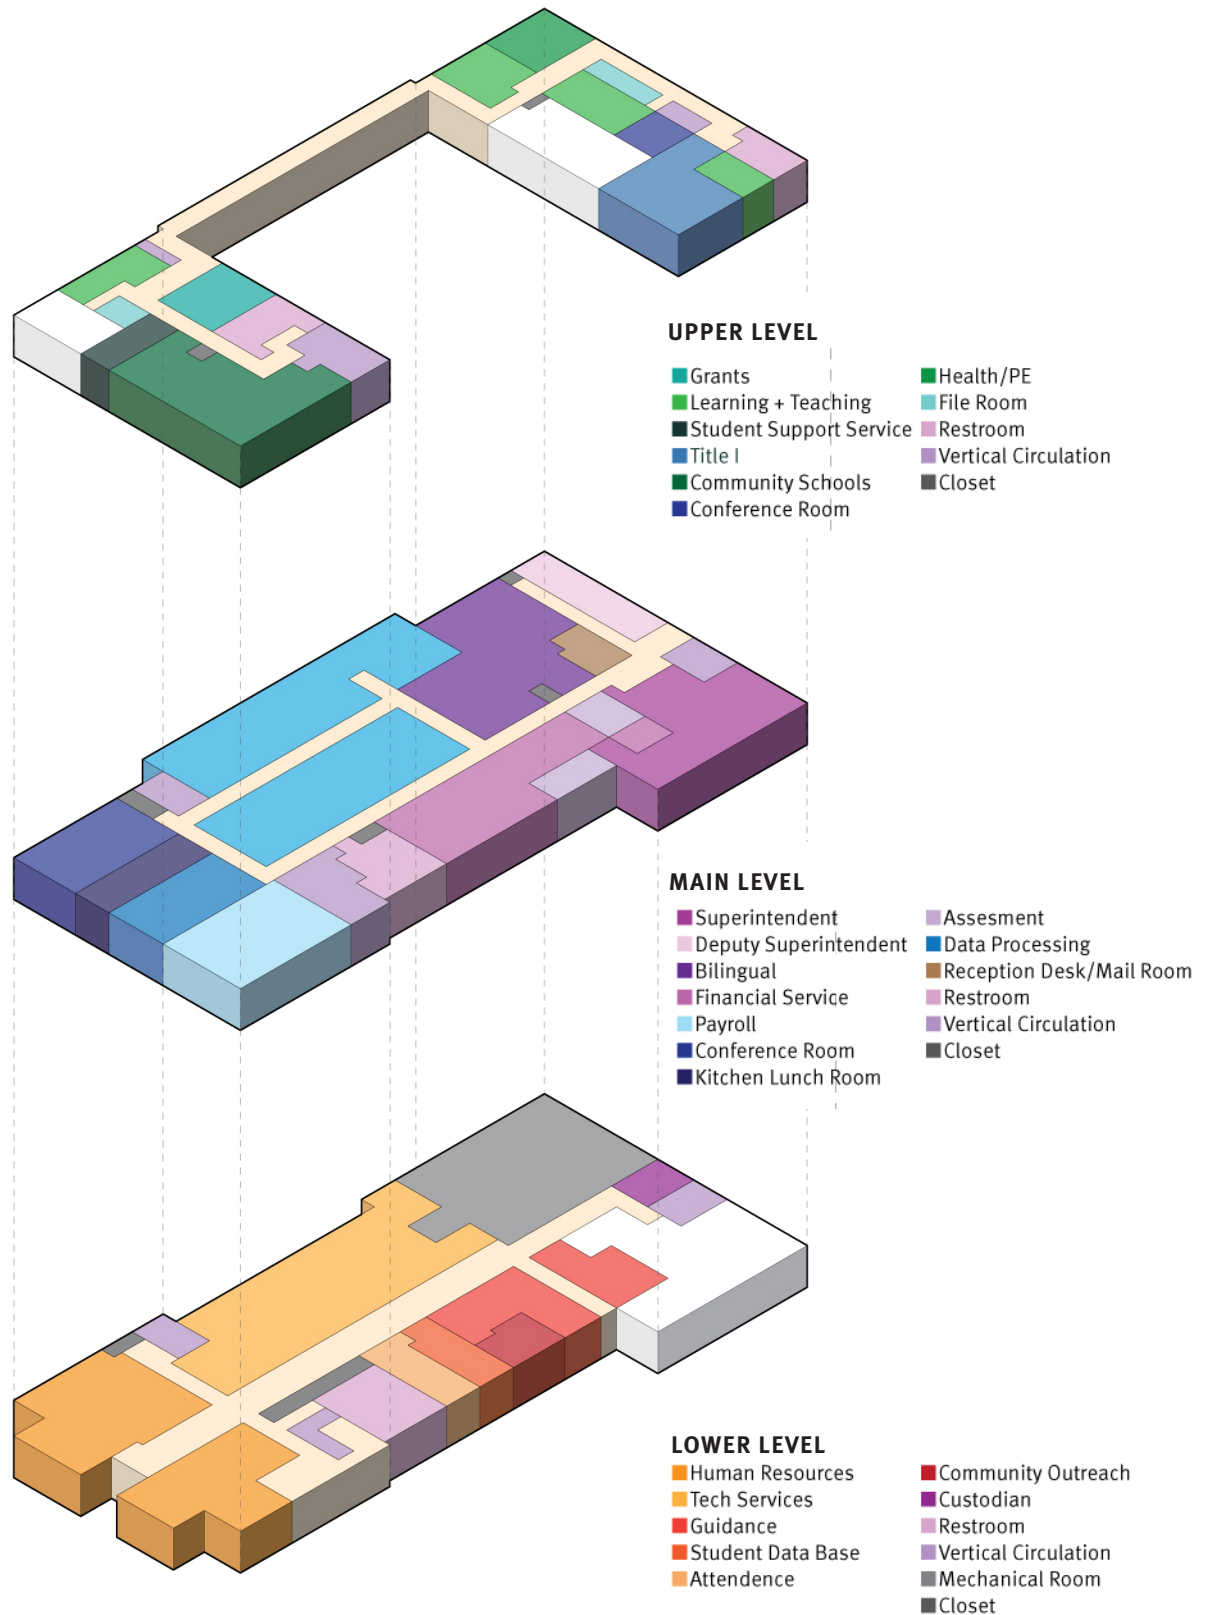 UPPER LEVEL
Grants
Learning + Teaching
Student Support Service
Title I
Community Schools
Conference Room
Health/PE
File Room
Restroom
Vertical Circulation
Closet
MAIN LEVEL
Superintendent
Deputy Superintendent
Bilingual
Financial Service
Payroll
Conference Room
Kitchen Lunch Room
Assesment
Data Processing
Reception Desk/Mail Room
Restroom
Vertical Circulation
Closet
LOWER LEVEL
Human Resources
Tech Services
Guidance
Student Data Base
Attendence
Community Outreach
Custodian
Restroom
Vertical Circulation
Mechanical Room
Closet